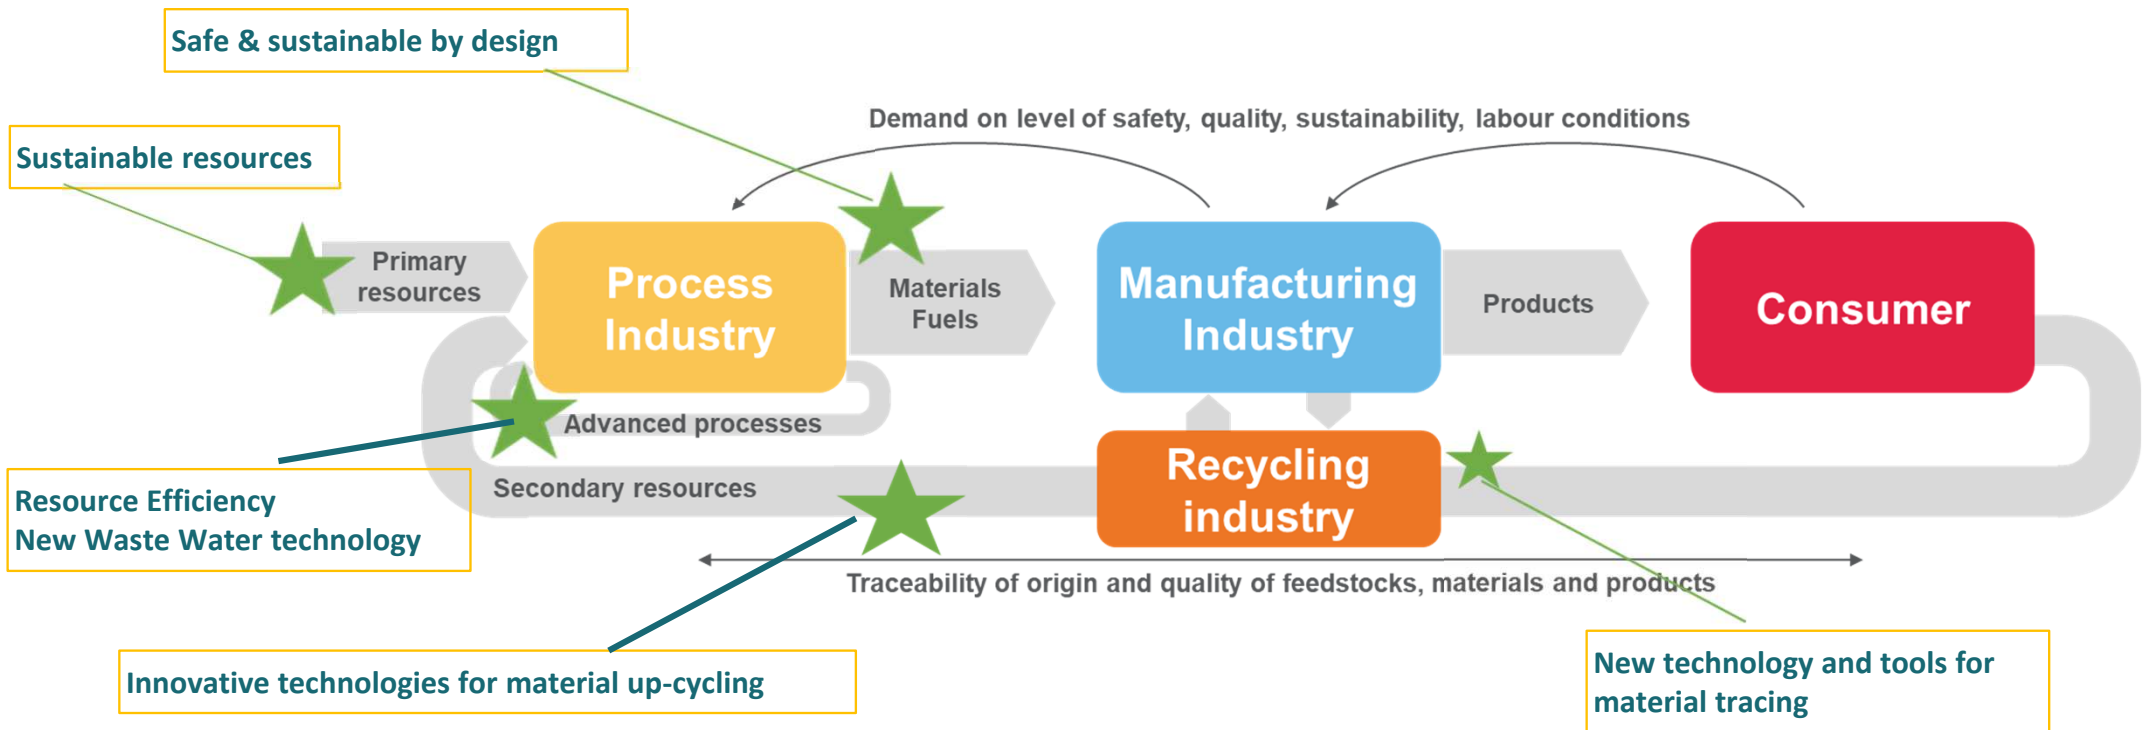 Safe & sustainable by design
Demand on level of safety, quality, sustainability, labour conditions
Sustainable resources
Primary
resources
Process
Industry
Materials
Fuels
Manufacturing
Industry
Products
Consumer
Advanced processes
Secondary resources
Recycling
industry
Resource Efficiency
New Waste Water technology
Traceability of origin and quality of feedstocks, materials and products
Innovative technologies for material up-cycling
New technology and tools for
material tracing